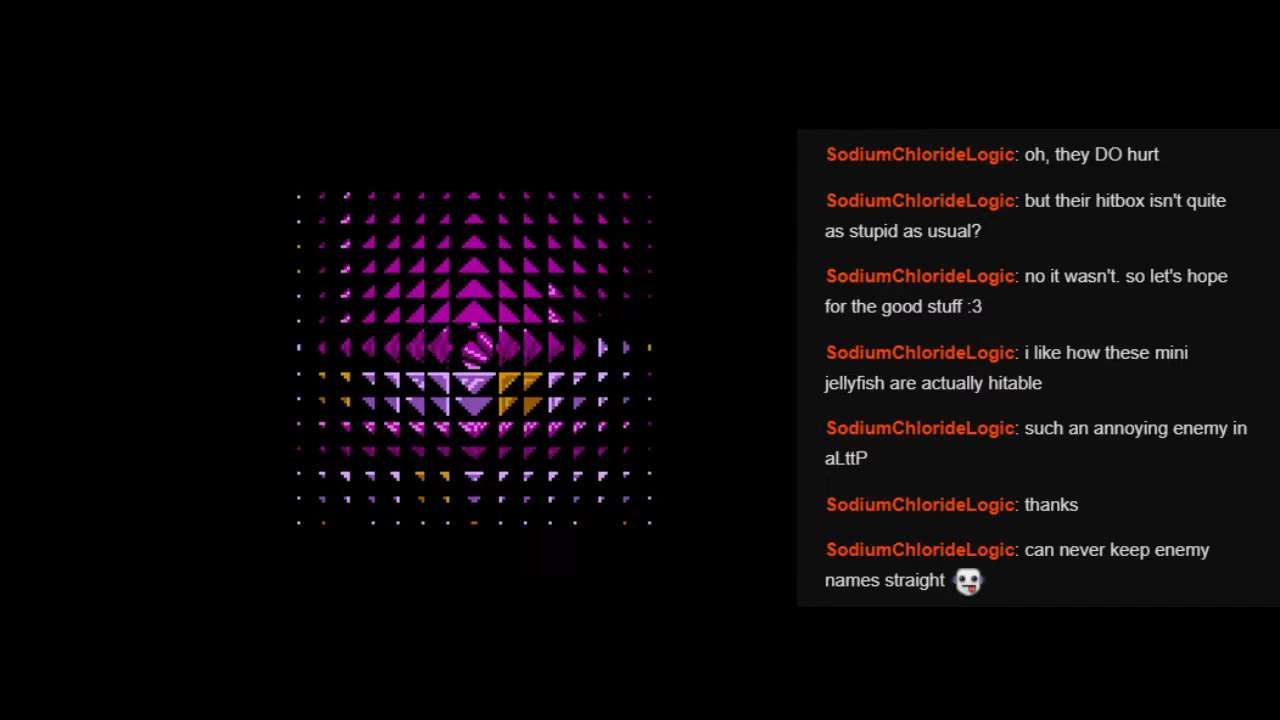 SodiumChlorideLogic: oh, they DO hurt
SodiumChlorideLogic: but their hitbox isn't quite
as stupid as usual?
SodiumChlorideLogic: no it wasn't. so let's hope
for the good stuff :3
SodiumChlorideLogic: i like how these mini
jellyfish are actually hitable
SodiumChlorideLogic: such an annoying enemy in
aLttP
SodiumChlorideLogic: thanks
SodiumChlorideLogic: can never keep enemy
names straight